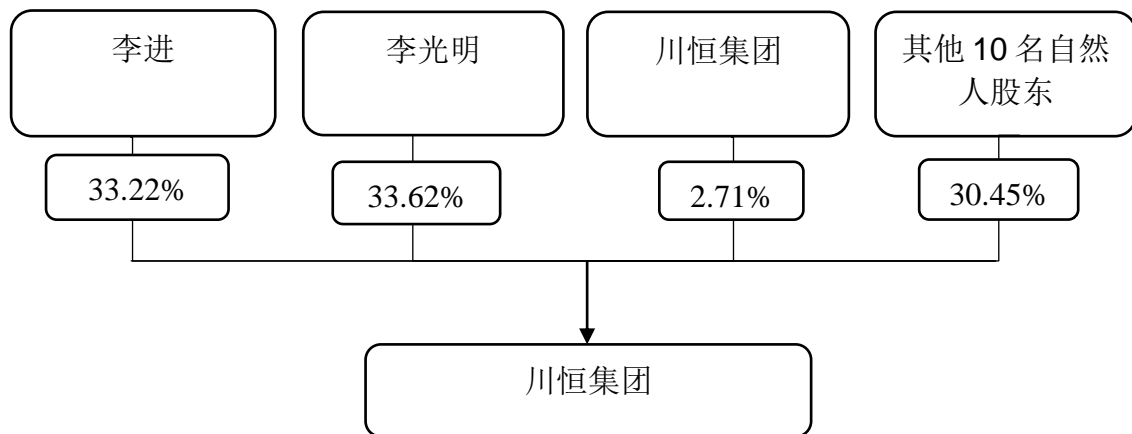 李进
李光明
川恒集团
其他 10 名自然
人股东
33.22%
33.62%
2.71%
30.45%
川恒集团